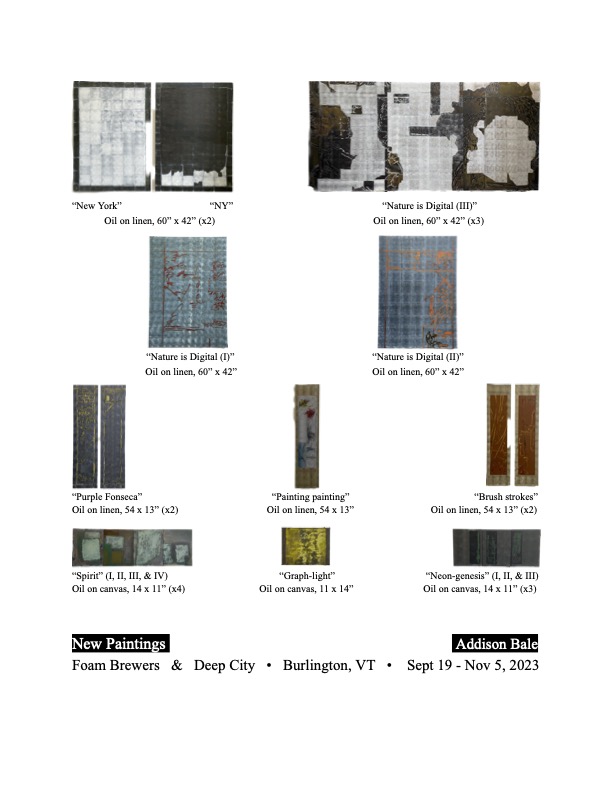 “New York” “NY”
Oil on linen, 60” x 42” (x2)
“Nature is Digital (III)”
Oil on linen, 60” x 42” (x3)
“Nature is Digital (I)”
Oil on linen, 60” x 42”
“Nature is Digital (II)”
Oil on linen, 60” x 42”
“Purple Fonseca”
Oil on linen, 54 x 13” (x2)
“Painting painting”
Oil on linen, 54 x 13”
“Brush strokes”
Oil on linen, 54 x 13” (x2)
“Spirit” (I, II, III, & IV)
Oil on canvas, 14 x 11” (x4)
“Graph-light”
Oil on canvas, 11 x 14”
“Neon-genesis” (I, II, & III)
Oil on canvas, 14 x 11” (x3)
New Paintings Addison Bale
Foam Brewers & Deep City • Burlington, VT • Sept 19 - Nov 5, 2023